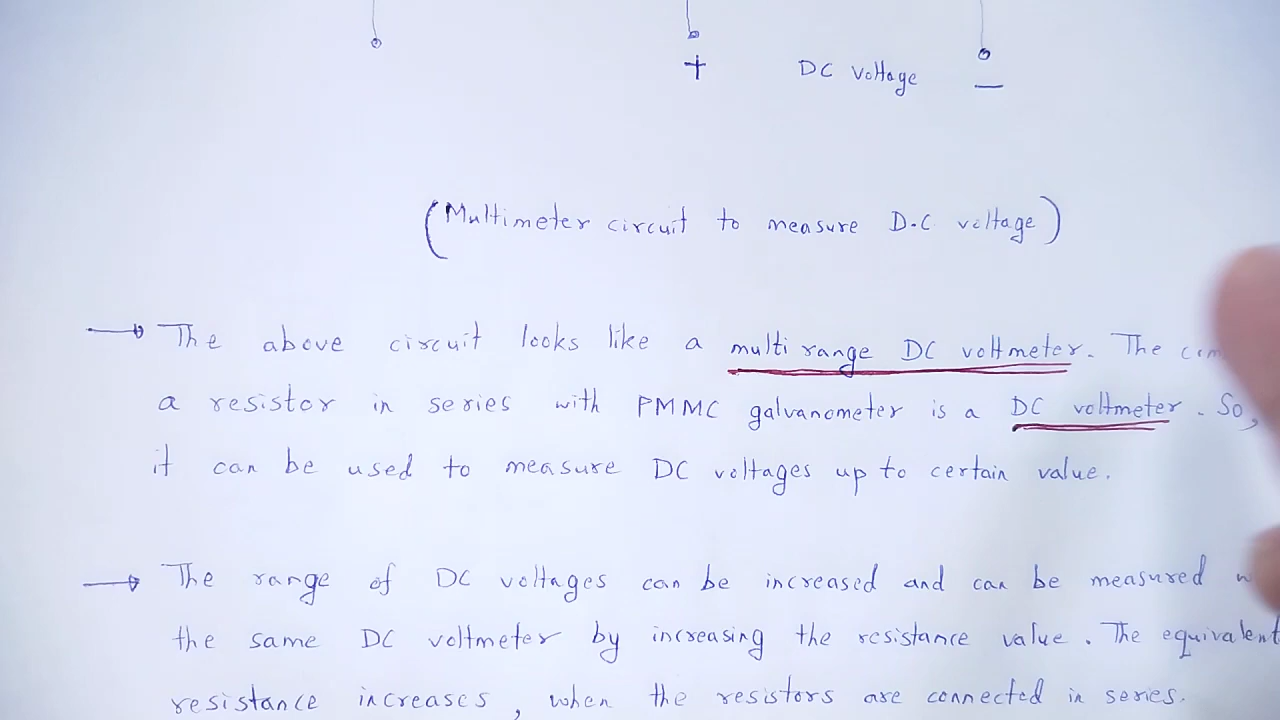 + DC voltage −
(Multimeter circuit to measure D.C voltage)
→ The above circuit looks like a multi range DC voltmeter. The
a resistor in series with PMMC galvanometer is a DC voltmeter. So,
it can be used to measure DC voltages up to certain value.
→ The range of DC voltages can be increased and can be measured
the same DC voltmeter by increasing the resistance value. The equivalent
resistance increases, when the resistors are connected in series.